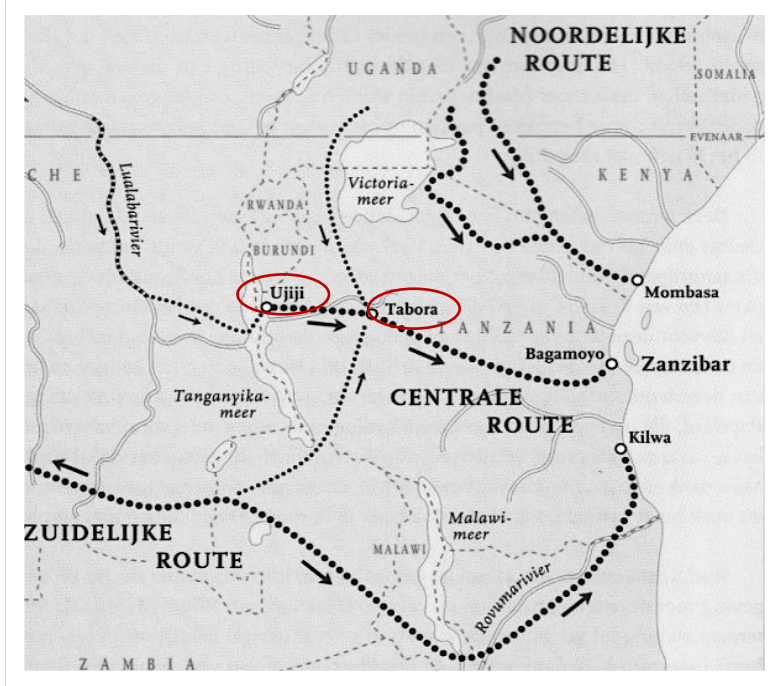 NOORDELIJKE
ROUTE
UGANDA
SOMALIA
EVENAAR
CHE
Lualabarivier
Victoria-
meer
KENYA
RWANDA
BURUNDI
Ujiji
Tabora
Mombasa
TANZANIA
Bagamoyo
Zanzibar
Tanganyika-
meer
CENTRALE
ROUTE
Kilwa
ZUIDELIJKE
ROUTE
Malawi-
meer
MALAWI
Rovumarivier
ZAMBIA